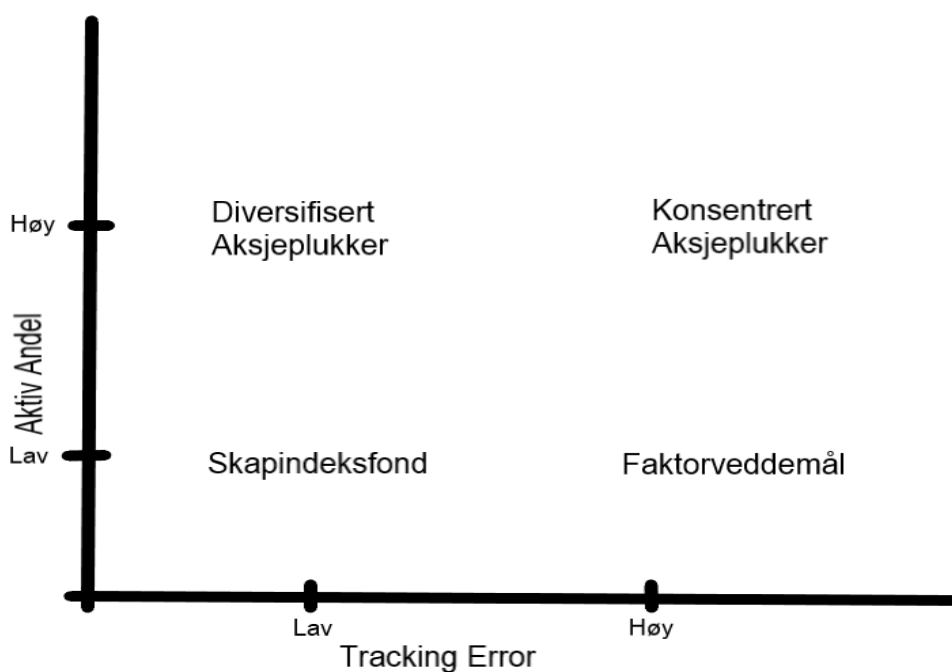 Diversifisert
Aksjeplukker
Konsentrert
Aksjeplukker
Høy
Aktiv Andel
Lav
Skapindeksfond
Faktorveddemål
Lav
Høy
Tracking Error